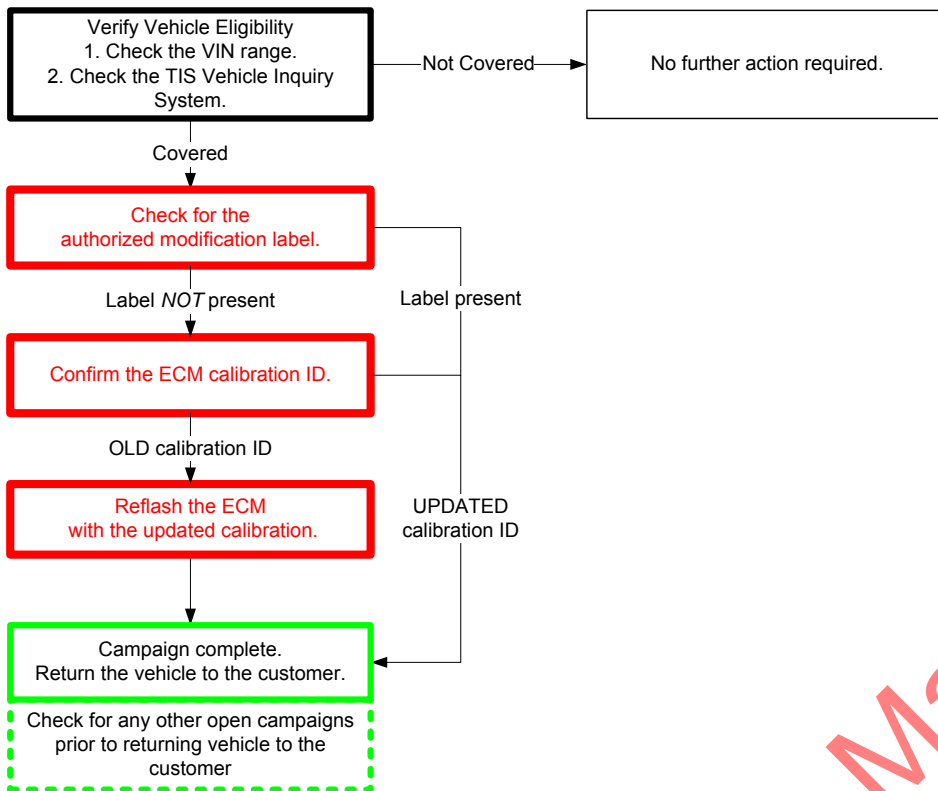 Verify Vehicle Eligibility
1. Check the VIN range.
2. Check the TIS Vehicle Inquiry
System.
Not Covered
No further action required.
Covered
Check for the
authorized modification label.
Label NOT present
Label present
Confirm the ECM calibration ID.
OLD calibration ID
Reflash the ECM
with the updated calibration.
UPDATED
calibration ID
Campaign complete.
Return the vehicle to the customer.
Check for any other open campaigns
prior to returning vehicle to the
customer